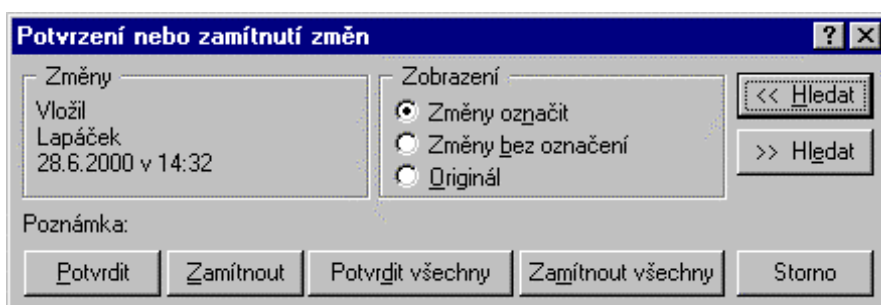 Potvrzení nebo zamítnutí změn
Změny
Vložil
Lapáček
28.6.2000 v 14:32
Zobrazení
Změny označit
Změny bez označení
Originál
<< Hledat
>> Hledat
Poznámka:
Potvrdit
Zamítnout
Potvrdit všechny
Zamítnout všechny
Storno